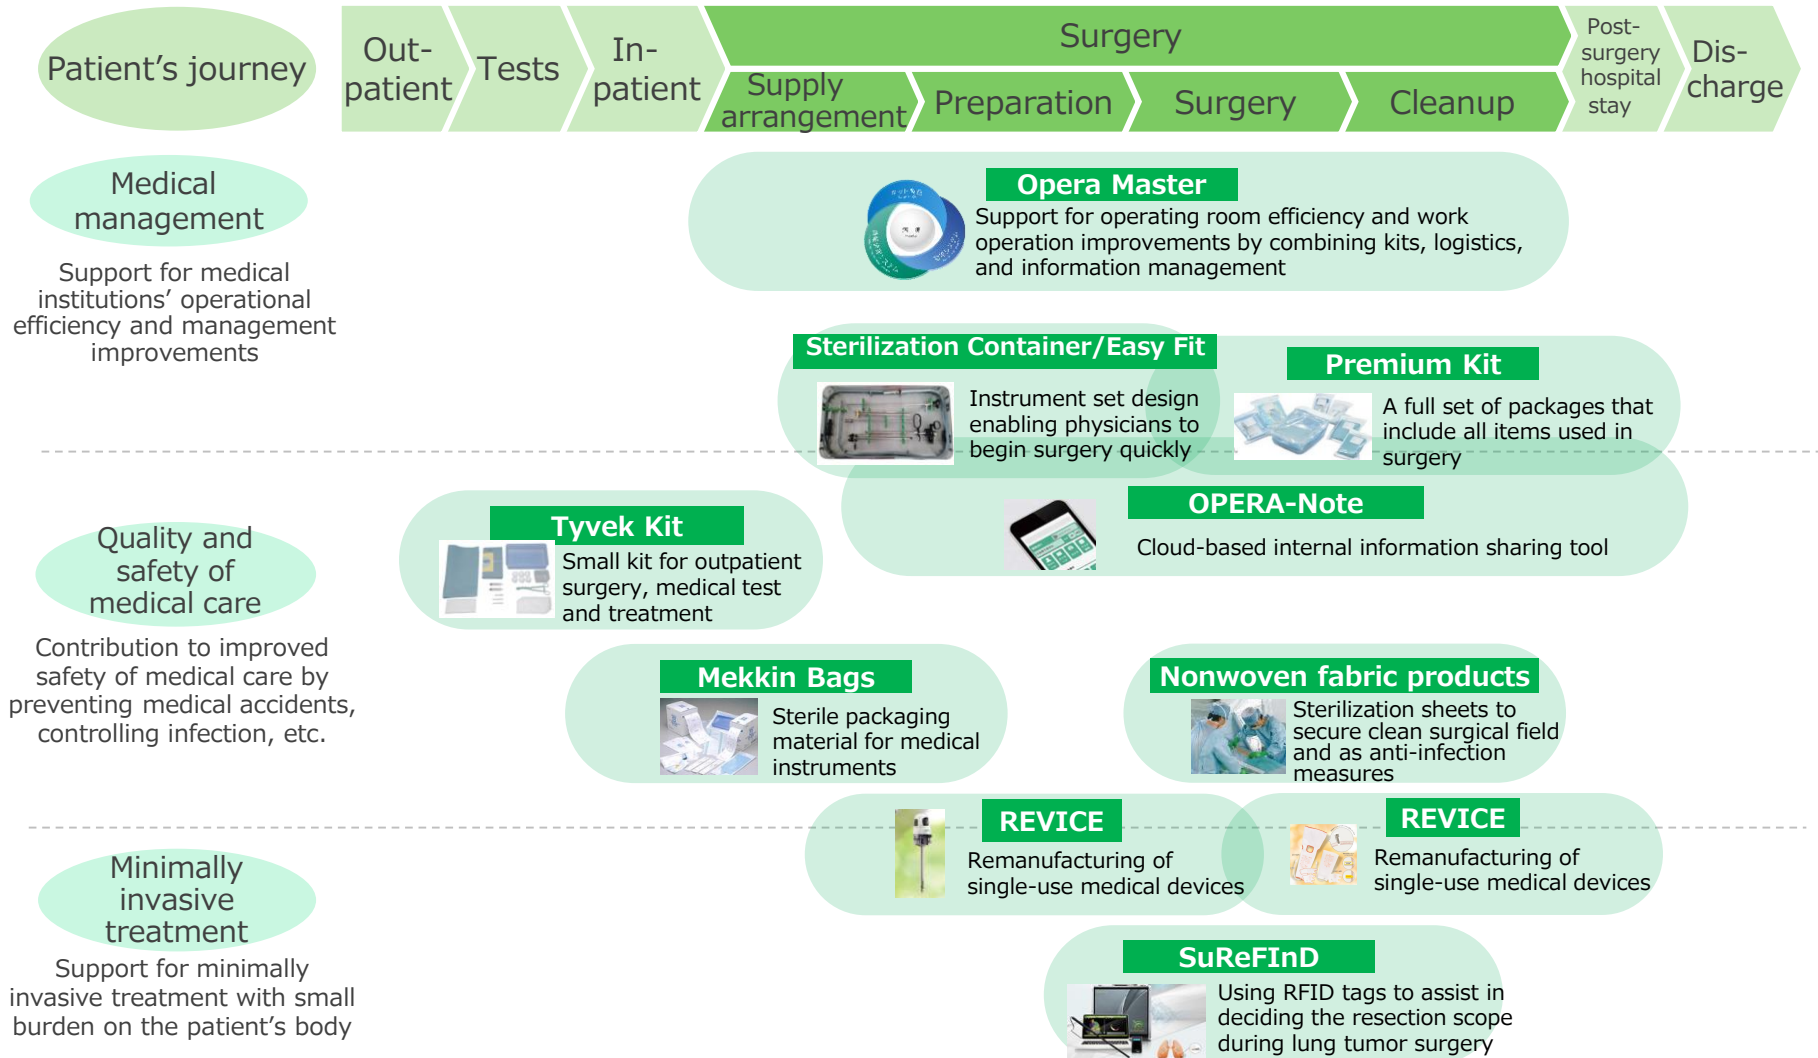 Patient's journey
Out-
patient
Tests
In-
patient
Surgery
Supply
arrangement
Preparation
Surgery
Cleanup
Post-
surgery
hospital
stay
Dis-
charge
Medical
management
Support for medical
institutions' operational
efficiency and management
improvements
Opera Master
Support for operating room efficiency and work
operation improvements by combining kits, logistics,
and information management
Sterilization Container/Easy Fit
Instrument set design
enabling physicians to
begin surgery quickly
Premium Kit
A full set of packages that
include all items used in
surgery
Quality and
safety of
medical care
Contribution to improved
safety of medical care by
preventing medical accidents,
controlling infection, etc.
OPERA-Note
Cloud-based internal information sharing tool
Tyvek Kit
Small kit for outpatient
surgery, medical test
and treatment
Mekkin Bags
Sterile packaging
material for medical
instruments
Nonwoven fabric products
Sterilization sheets to
secure clean surgical field
and as anti-infection
measures
Minimally
invasive
treatment
Support for minimally
invasive treatment with small
burden on the patient's body
REVICE
Remanufacturing of
single-use medical devices
REVICE
Remanufacturing of
single-use medical devices
SuReFInD
Using RFID tags to assist in
deciding the resection scope
during lung tumor surgery